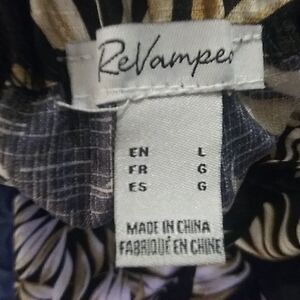 ReVamped
EN L
FR G
ES G
MADE IN CHINA
FABRIQUÉ EN CHINE